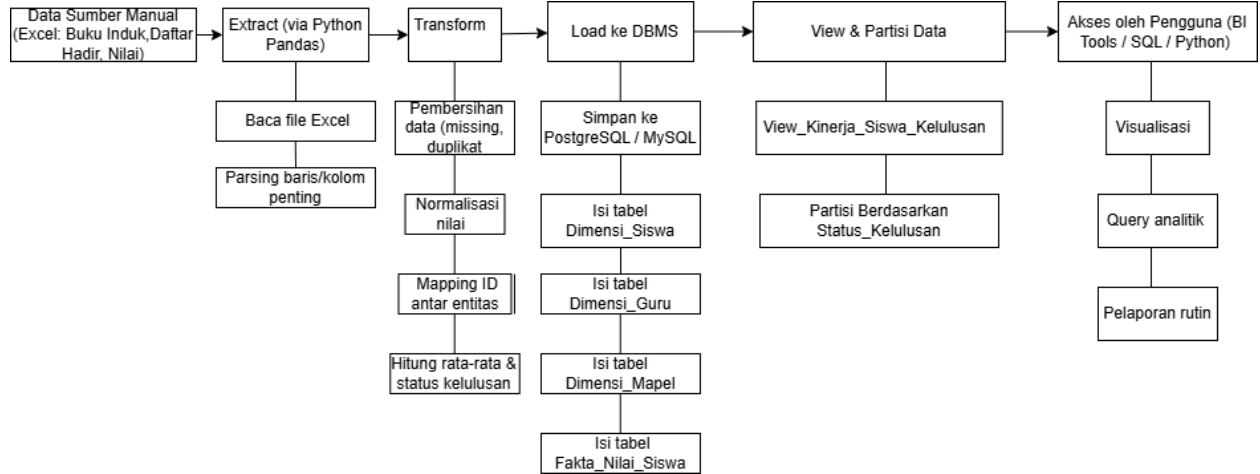 Data Sumber Manual
(Excel: Buku Induk,Daftar
Hadir, Nilai)
Extract (via Python
Pandas)
Transform
Load ke DBMS
View & Partisi Data
Akses oleh Pengguna (BI
Tools / SQL / Python)
Baca file Excel
Parsing baris/kolom
penting
Pembersihan
data (missing,
duplikat
Normalisasi
nilai
Mapping ID
antar entitas
Hitung rata-rata &
status kelulusan
Simpan ke
PostgreSQL / MySQL
Isi tabel
Dimensi_Siswa
Isi tabel
Dimensi_Guru
Isi tabel
Dimensi_Mapel
Isi tabel
Fakta_Nilai_Siswa
View_Kinerja_Siswa_Kelulusan
Partisi Berdasarkan
Status_Kelulusan
Visualisasi
Query analitik
Pelaporan rutin